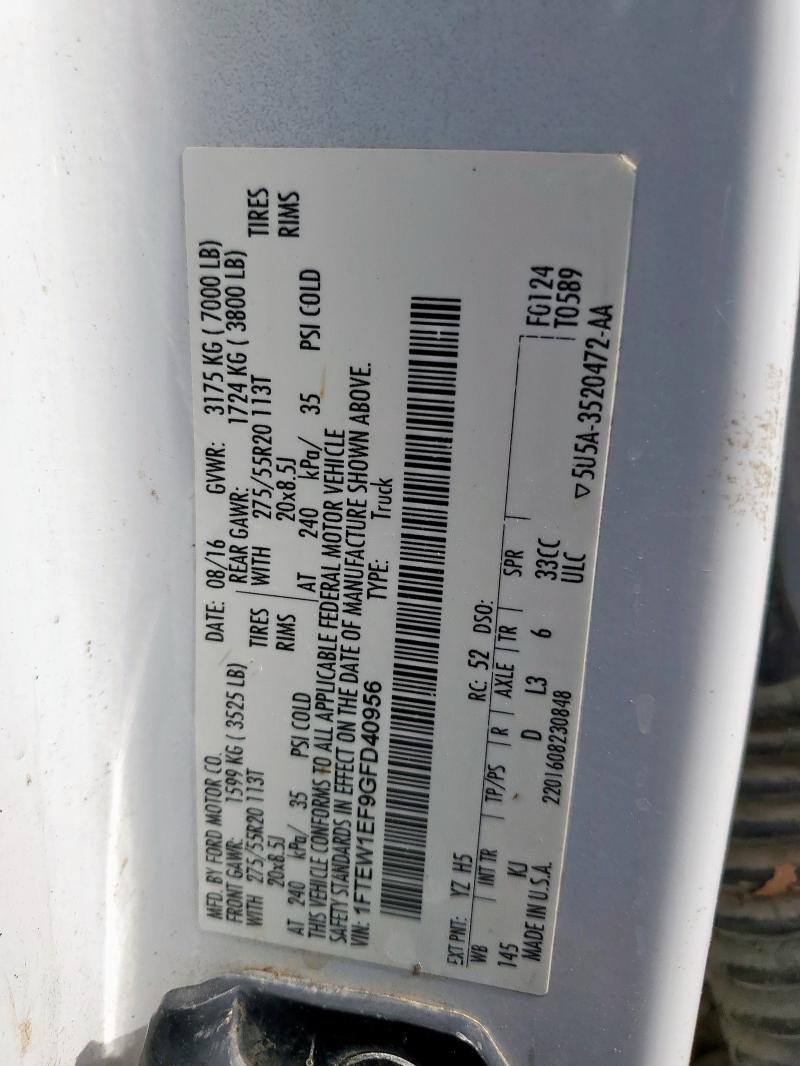 MFD. BY FORD MOTOR CO. DATE: 08/16 GVWR: 3175 KG ( 7000 LB)
FRONT GAWR: 1599 KG ( 3525 LB) REAR GAWR: 1724 KG ( 3800 LB)
WITH 275/55R20 113T TIRES WITH 275/55R20 113T TIRES
20x8.5J RIMS 20x8.5J RIMS
AT 240 kPa/ 35 PSI COLD AT 240 kPa/ 35 PSI COLD
THIS VEHICLE CONFORMS TO ALL APPLICABLE FEDERAL MOTOR VEHICLE
SAFETY STANDARDS IN EFFECT ON THE DATE OF MANUFACTURE SHOWN ABOVE.
VIN: 1FTEW1EF9GFD40956 TYPE: Truck
EXT PNT: YZ H5 RC: 52 DSO:
WB INT TR TP/PS R AXLE TR SPR F0124
145 KJ D L3 6 33CC T0589
MADE IN U.S.A. 2201608230848 ULC
▽5U5A-3520472-AA